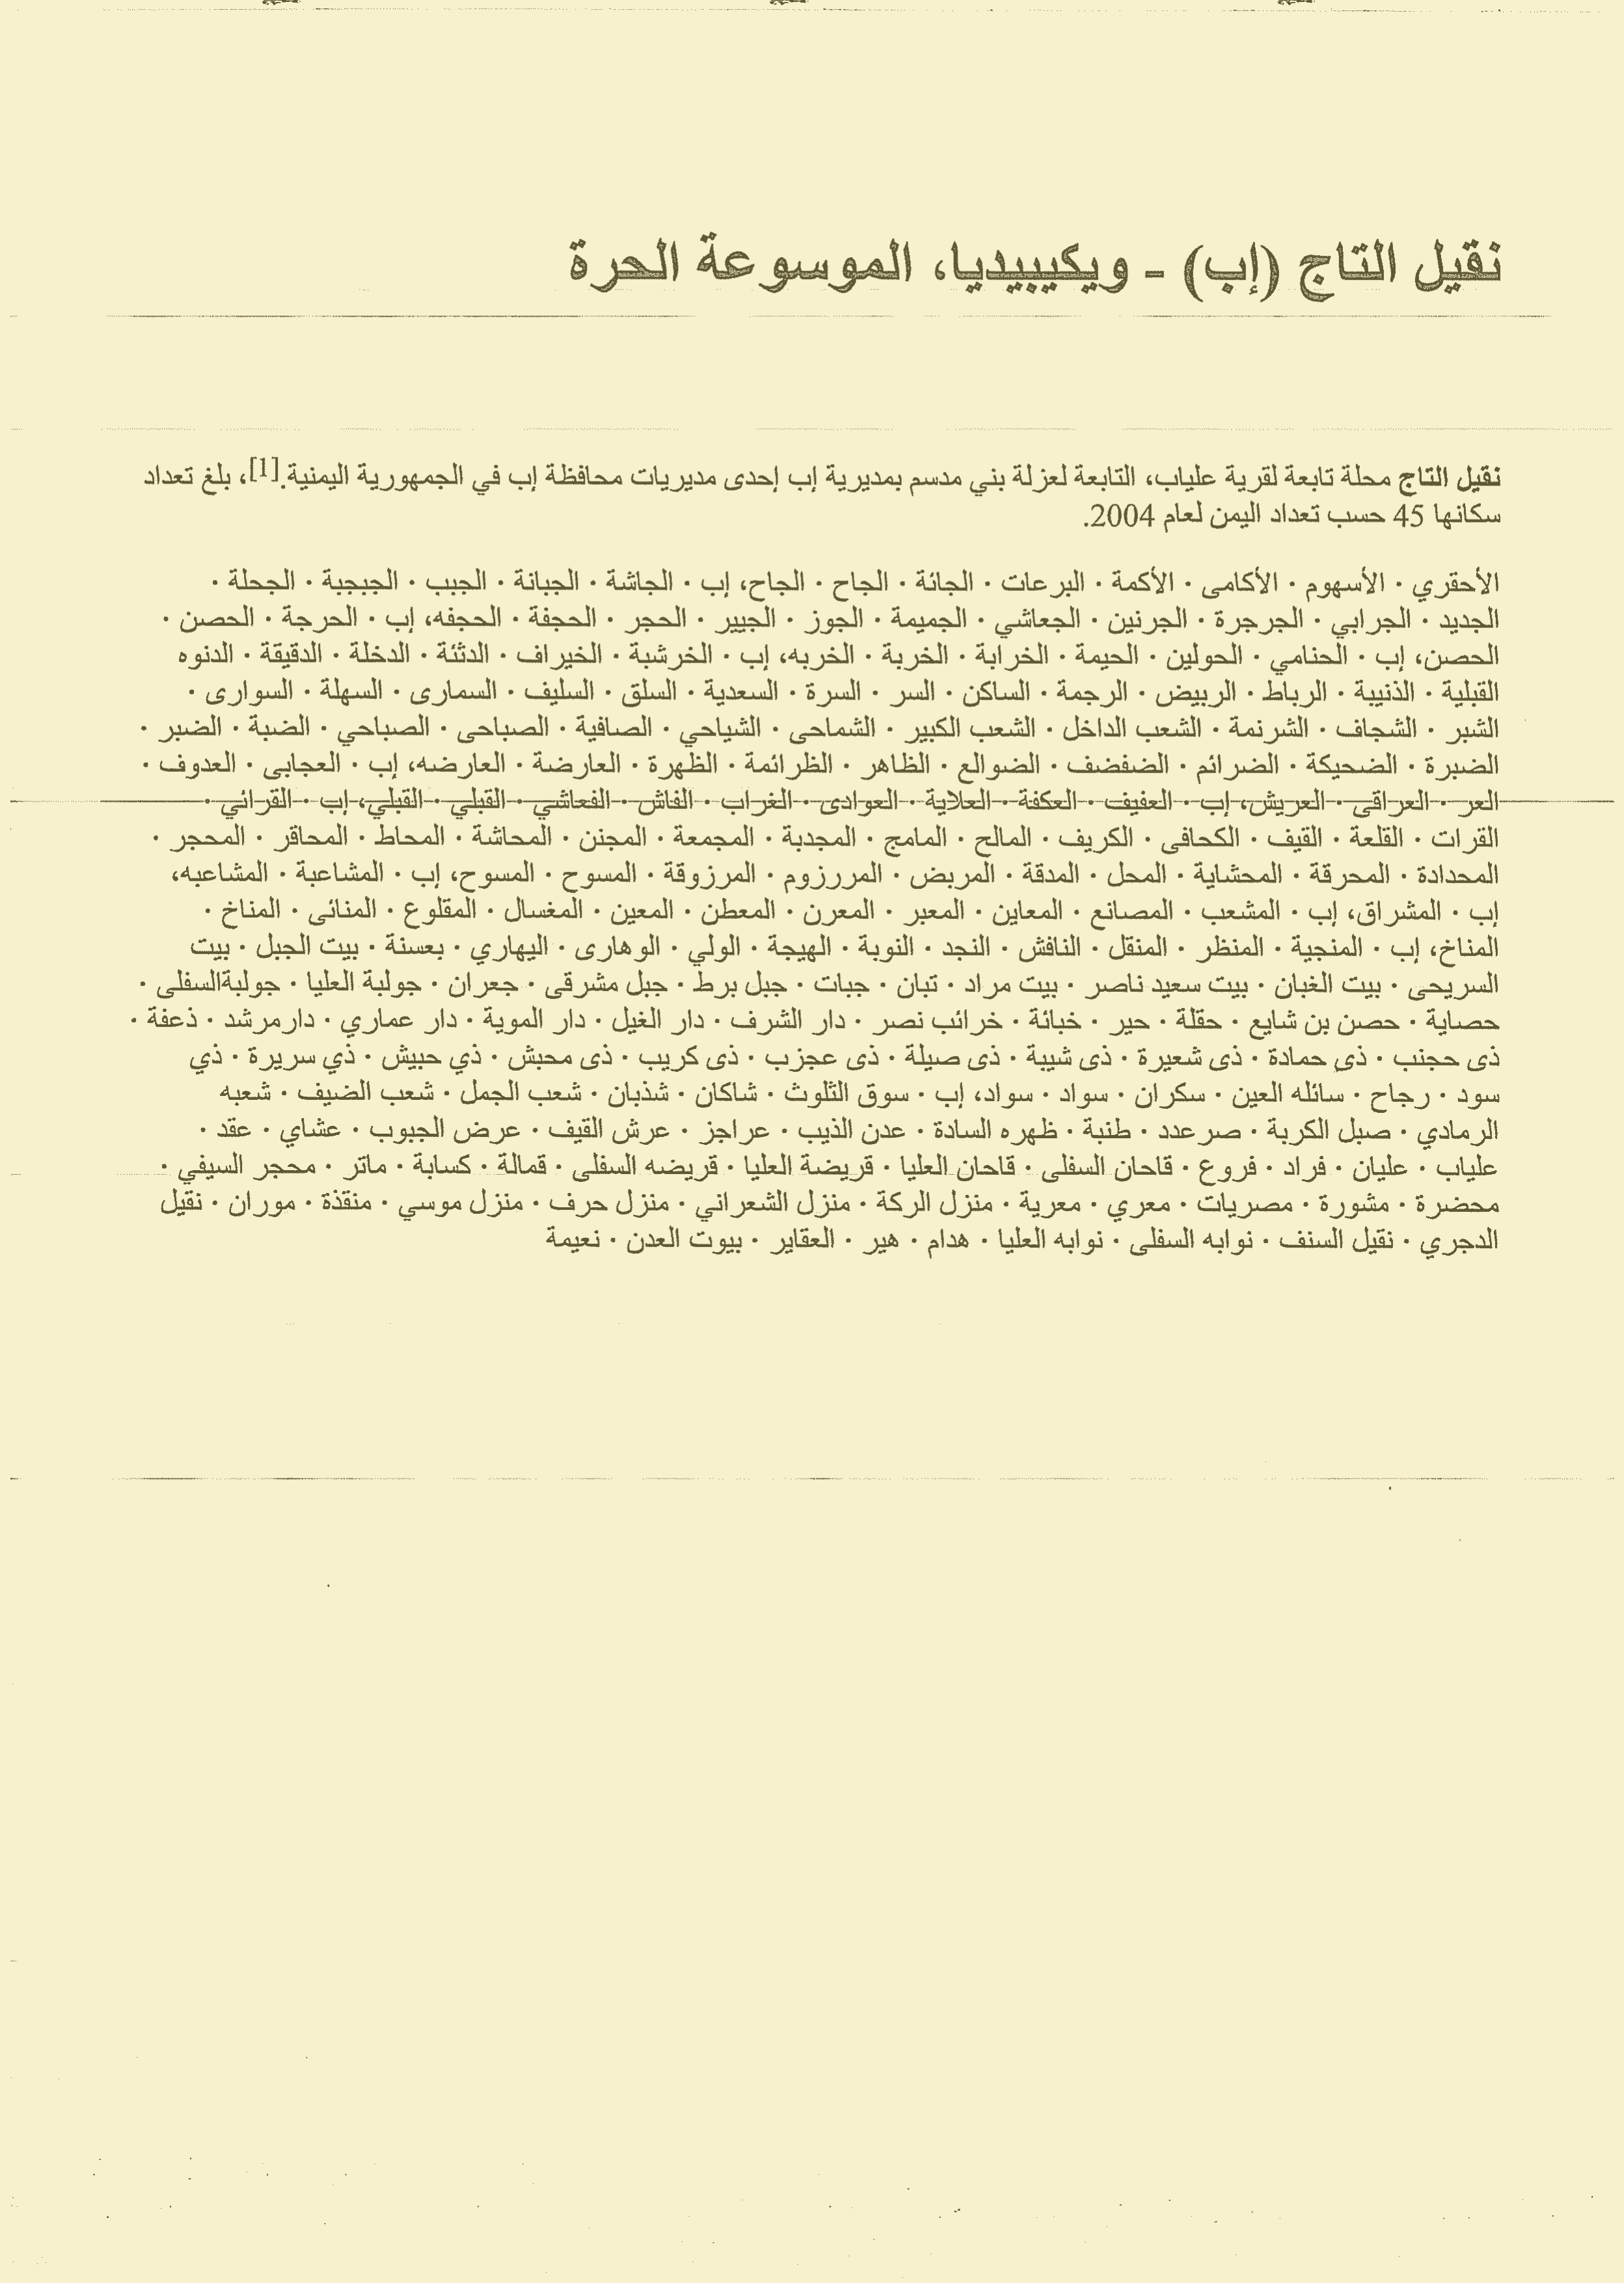 نقيل التاج (إب) - ويكيبيديا، الموسوعة الحرة
نقيل التاج محلة تابعة لقرية علياب، التابعة لعزلة بني مدسم بمديرية إب إحدى مديريات محافظة إب في الجمهورية اليمنية.[1]، بلغ تعداد
سكانها 45 حسب تعداد اليمن لعام 2004.
الأحقري · الأسهوم · الأكامى · الأكمة · البرعات · الجائة · الجاح · الجاح، إب · الجاشة · الجبانة · الجبب · الجبجبة · الجحلة ·
الجديد · الجرابي · الجرجرة · الجرنين · الجعاشي · الجميمة · الجوز · الجيير · الحجر · الحجفة · الحجفه، إب · الحرجة · الحصن ·
الحصن، إب · الحنامي · الحولين · الحيمة · الخرابة · الخربة · الخربه، إب · الخرشبة · الخيراف · الدثئة · الدخلة · الدقيقة · الدنوه
القبلية · الذنيبة · الرباط · الربيض · الرجمة · الساكن · السر · السرة · السعدية · السلق · السليف · السمارى · السهلة · السوارى ·
الشبر · الشجاف · الشرنمة · الشعب الداخل · الشعب الكبير · الشماحى · الشياحي · الصافية · الصباحى · الصباحي · الضبة · الضبر ·
الضبرة · الضحيكة · الضرائم · الضفضف · الضوالع · الظاهر · الظرائمة · الظهرة · العارضة · العارضه، إب · العجابى · العدوف ·
العر · العراقى · العريش، إب · العفيف · العكفة · العلاية · العوادى · الغراب · الفاش · الفعاشي · القبلي · القبلي، إب · القرائي ·
القرات · القلعة · القيف · الكحافى · الكريف · المالح · المامج · المجدبة · المجمعة · المجنن · المحاشة · المحاط · المحاقر · المحجر ·
المحدادة · المحرقة · المحشاية · المحل · المدقة · المربض · المررزوم · المرزوقة · المسوح · المسوح، إب · المشاعبة · المشاعبه،
إب · المشراق، إب · المشعب · المصانع · المعاين · المعبر · المعرن · المعطن · المعين · المغسال · المقلوع · المنائى · المناخ ·
المناخ، إب · المنجية · المنظر · المنقل · النافش · النجد · النوبة · الهيجة · الولي · الوهارى · اليهاري · بعسنة · بيت الجبل · بيت
السريحى · بيت الغبان · بيت سعيد ناصر · بيت مراد · تبان · جبات · جبل برط · جبل مشرقى · جعران · جولبة العليا · جولبةالسفلى ·
حصاية · حصن بن شايع · حقلة · حير · خبائة · خرائب نصر · دار الشرف · دار الغيل · دار الموية · دار عماري · دارمرشد · ذعفة ·
ذى حجنب · ذي حمادة · ذى شعيرة · ذى شيبة · ذى صيلة · ذى عجزب · ذى كريب · ذى محبش · ذي حبيش · ذي سريرة · ذي
سود · رجاح · سائله العين · سكران · سواد · سواد، إب · سوق الثلوث · شاكان · شذبان · شعب الجمل · شعب الضيف · شعبه
الرمادي · صبل الكربة · صرعدد · طنبة · ظهره السادة · عدن الذيب · عراجز · عرش القيف · عرض الجبوب · عشاي · عقد ·
علياب · عليان · فراد · فروع · قاحان السفلى · قاحان العليا · قريضة العليا · قريضه السفلى · قمالة · كسابة · ماتر · محجر السيفي ·
محضرة · مشورة · مصريات · معري · معرية · منزل الركة · منزل الشعراني · منزل حرف · منزل موسي · منقذة · موران · نقيل
الدجري · نقيل السنف · نوابه السفلى · نوابه العليا · هدام · هير · العقاير · بيوت العدن · نعيمة